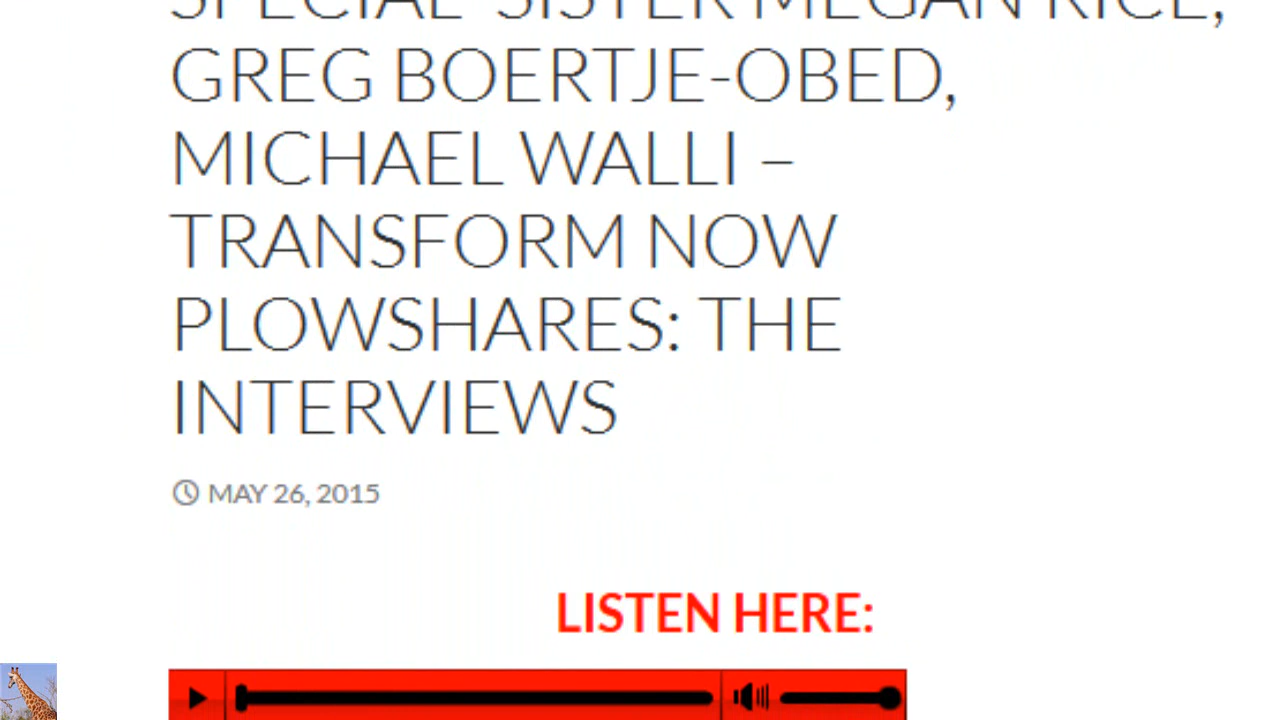 SPECIAL SISTER MEGAN RICE,
GREG BOERTJE-OBED,
MICHAEL WALLI –
TRANSFORM NOW
PLOWSHARES: THE
INTERVIEWS
MAY 26, 2015
LISTEN HERE: